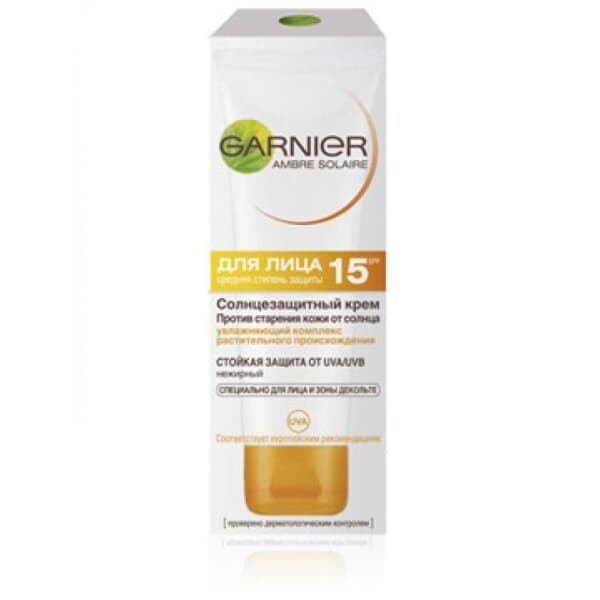 GARNIER
AMBRE SOLAIRE
ДЛЯ ЛИЦА 15 SPF
средняя степень защиты
Солнцезащитный крем
Против старения кожи от солнца
увлажняющий комплекс
растительного происхождения
СТОЙКАЯ ЗАЩИТА ОТ UVA/UVB
нежирный
СПЕЦИАЛЬНО ДЛЯ ЛИЦА И ЗОНЫ ДЕКОЛЬТЕ
UVA
Соответствует европейским рекомендациям
[ проверено дерматологическим контролем ]